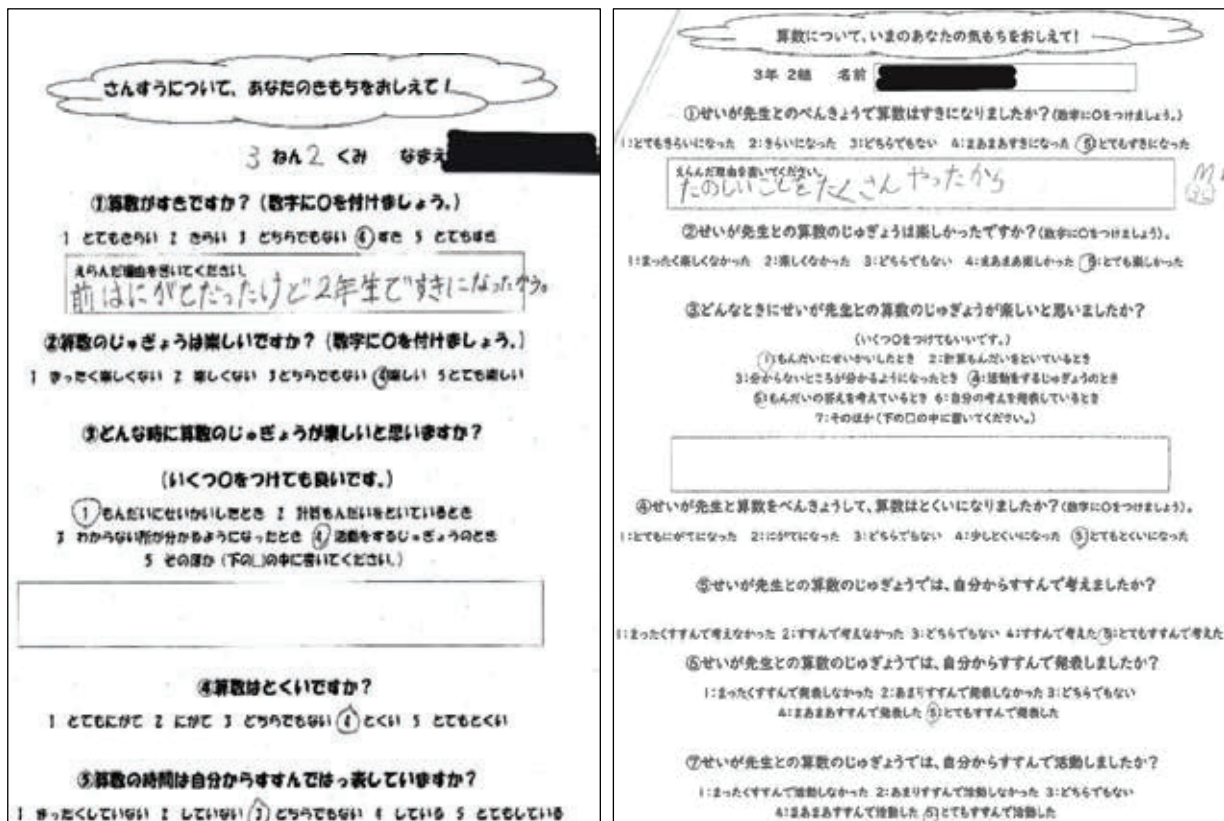 さんすうについて、あなたのきもちをおしえて!
3 ねん 2 くみ なまえ
①算数がすきですか?(数字に○を付けましょう。)
1 とてもきらい 2 きらい 3 どちらでもない 4 すき 5 とてもすき
えらんだ理由を書いてください。
前はにがてだったけど2年生ですきになったから。
②算数のじゅぎょうは楽しいですか?(数字に○を付けましょう。)
1 まったく楽しくない 2 楽しくない 3 どちらでもない 4 楽しい 5 とても楽しい
③どんな時に算数のじゅぎょうが楽しいと思いますか?
(いくつ○をつけても良いです。)
1 もんだいにせいかいしたとき 2 計算もんだいをといているとき
3 わからない所が分かるようになったとき 4 活動をするじゅぎょうのとき
5 そのほか(下の□の中に書いてください。)
④算数はとくいですか?
1 とてもにがて 2 にがて 3 どちらでもない 4 とくい 5 とてもとくい
⑤算数の時間は自分からすすんではっ表していますか?
1 まったくしていない 2 していない 3 どちらでもない 4 している 5 とてもしている
算数について、いまのあなたの気もちをおしえて!
3年 2組 名前
①せいが先生とのべんきょうで算数はすきになりましたか?(数字に○をつけましょう。)
1:とてもきらいになった 2:きらいになった 3:どちらでもない 4:まあまあすきになった 5:とてもすきになった
えらんだ理由を書いてください。
たのしいことをたくさんやったから
②せいが先生との算数のじゅぎょうは楽しかったですか?(数字に○をつけましょう)。
1:まったく楽しくなかった 2:楽しくなかった 3:どちらでもない 4:まあまあ楽しかった 5:とても楽しかった
③どんなときにせいが先生との算数のじゅぎょうが楽しいと思いましたか?
(いくつ○をつけてもいいです。)
1:もんだいにせいかいしたとき 2:計算もんだいをといているとき
3:分からないところが分かるようになったとき 4:活動をするじゅぎょうのとき
5:もんだいの答えを考えているとき 6:自分の考えを発表しているとき
7:そのほか(下の□の中に書いてください。)
④せいが先生と算数をべんきょうして、算数はとくいになりましたか?(数字に○をつけましょう)。
1:とてもにがてになった 2:にがてになった 3:どちらでもない 4:少しとくいになった 5:とてもとくいになった
⑤せいが先生との算数のじゅぎょうでは、自分からすすんで考えましたか?
1:まったくすすんで考えなかった 2:すすんで考えなかった 3:どちらでもない 4:すすんで考えた 5:とてもすすんで考えた
⑥せいが先生との算数のじゅぎょうでは、自分からすすんで発表しましたか?
1:まったくすすんで発表しなかった 2:あまりすすんで発表しなかった 3:どちらでもない
4:まあまあすすんで発表した 5:とてもすすんで発表した
⑦せいが先生との算数のじゅぎょうでは、自分からすすんで活動しましたか?
1:まったくすすんで活動しなかった 2:あまりすすんで活動しなかった 3:どちらでもない
4:まあまあすすんで活動した 5:とてもすすんで活動した